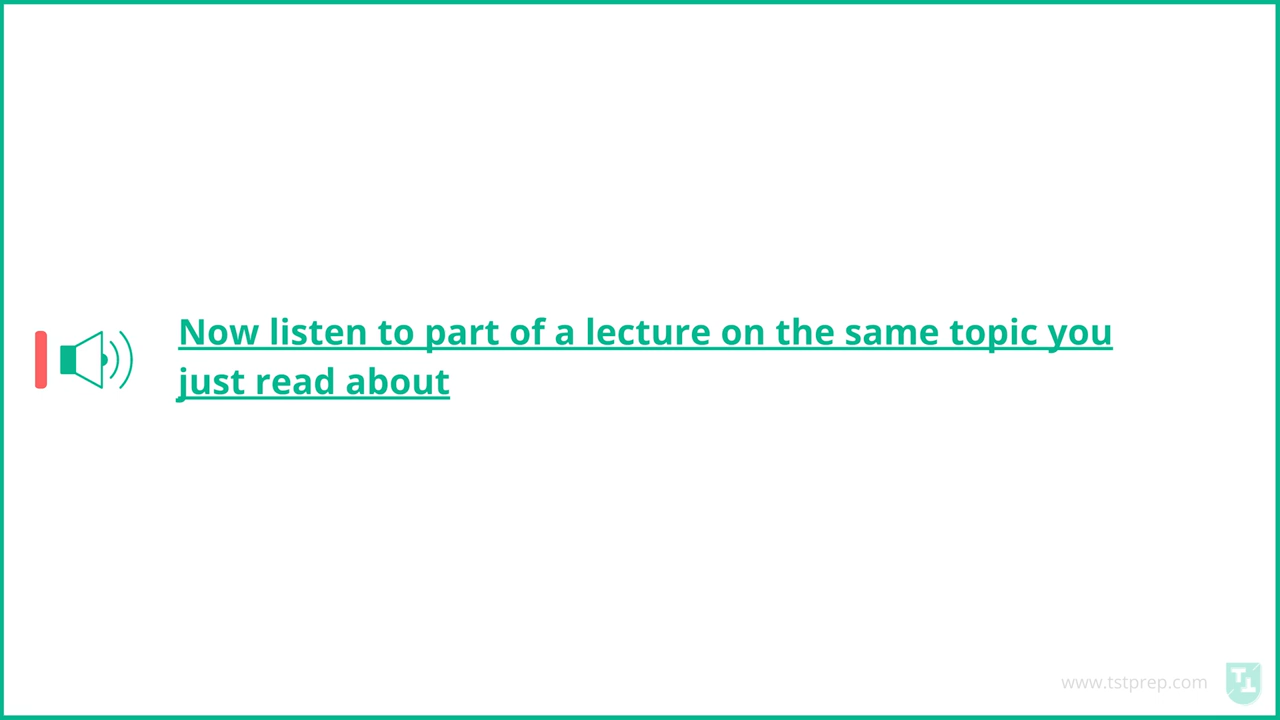 Now listen to part of a lecture on the same topic you
just read about
www.tstprep.com